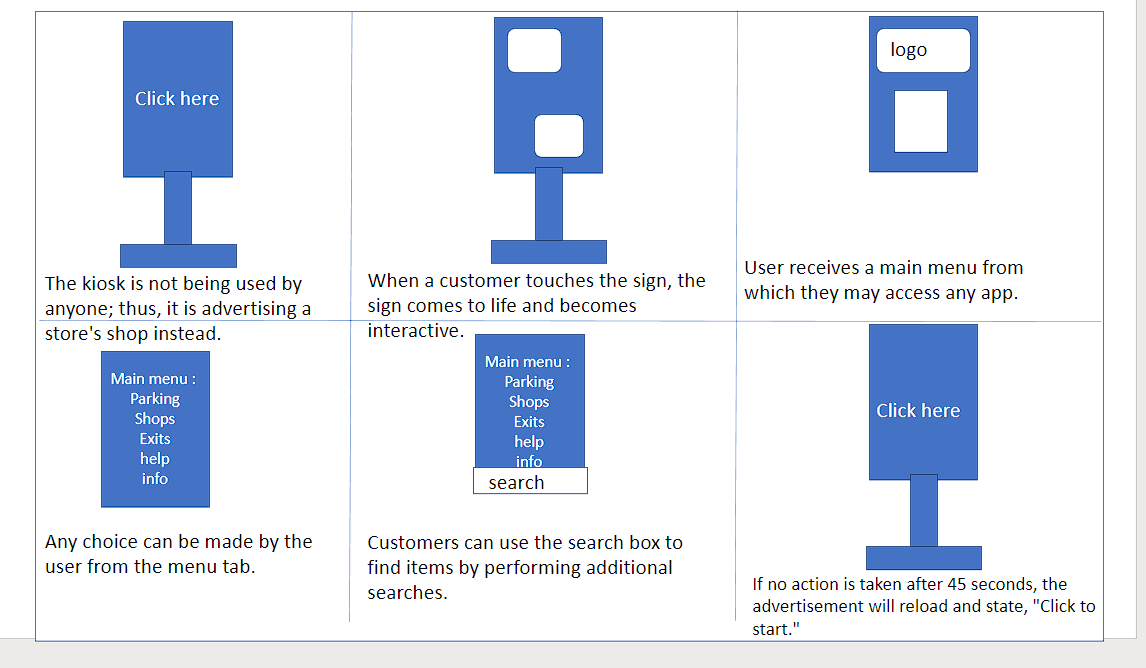 Click here
The kiosk is not being used by
anyone; thus, it is advertising a
store's shop instead.
When a customer touches the sign, the
sign comes to life and becomes
interactive.
logo
User receives a main menu from
which they may access any app.
Main menu :
Parking
Shops
Exits
help
info
Any choice can be made by the
user from the menu tab.
Main menu :
Parking
Shops
Exits
help
info
search
Customers can use the search box to
find items by performing additional
searches.
Click here
If no action is taken after 45 seconds, the
advertisement will reload and state, "Click to
start."